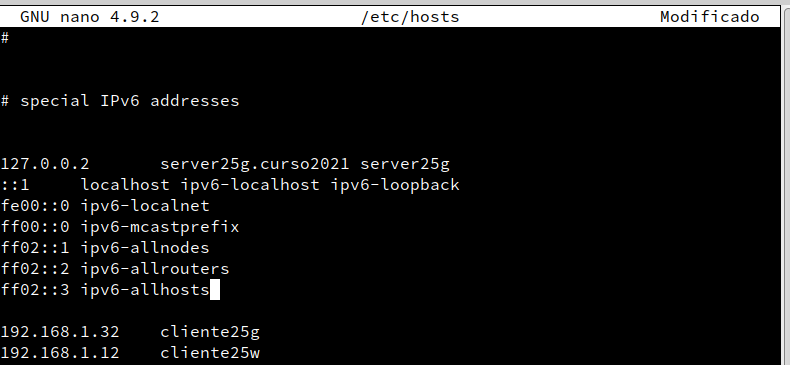 GNU nano 4.9.2 /etc/hosts Modificado
#
# special IPv6 addresses
127.0.0.2 server25g.curso2021 server25g
::1 localhost ipv6-localhost ipv6-loopback
fe00::0 ipv6-localnet
ff00::0 ipv6-mcastprefix
ff02::1 ipv6-allnodes
ff02::2 ipv6-allrouters
ff02::3 ipv6-allhosts
192.168.1.32 cliente25g
192.168.1.12 cliente25w